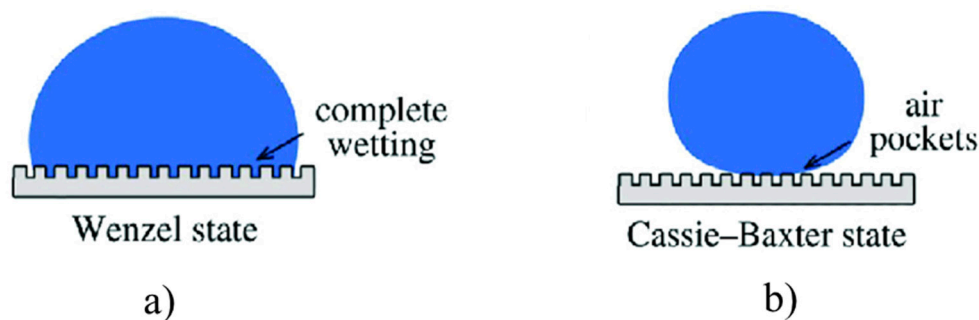 complete
wetting
Wenzel state
a)
air
pockets
Cassie–Baxter state
b)